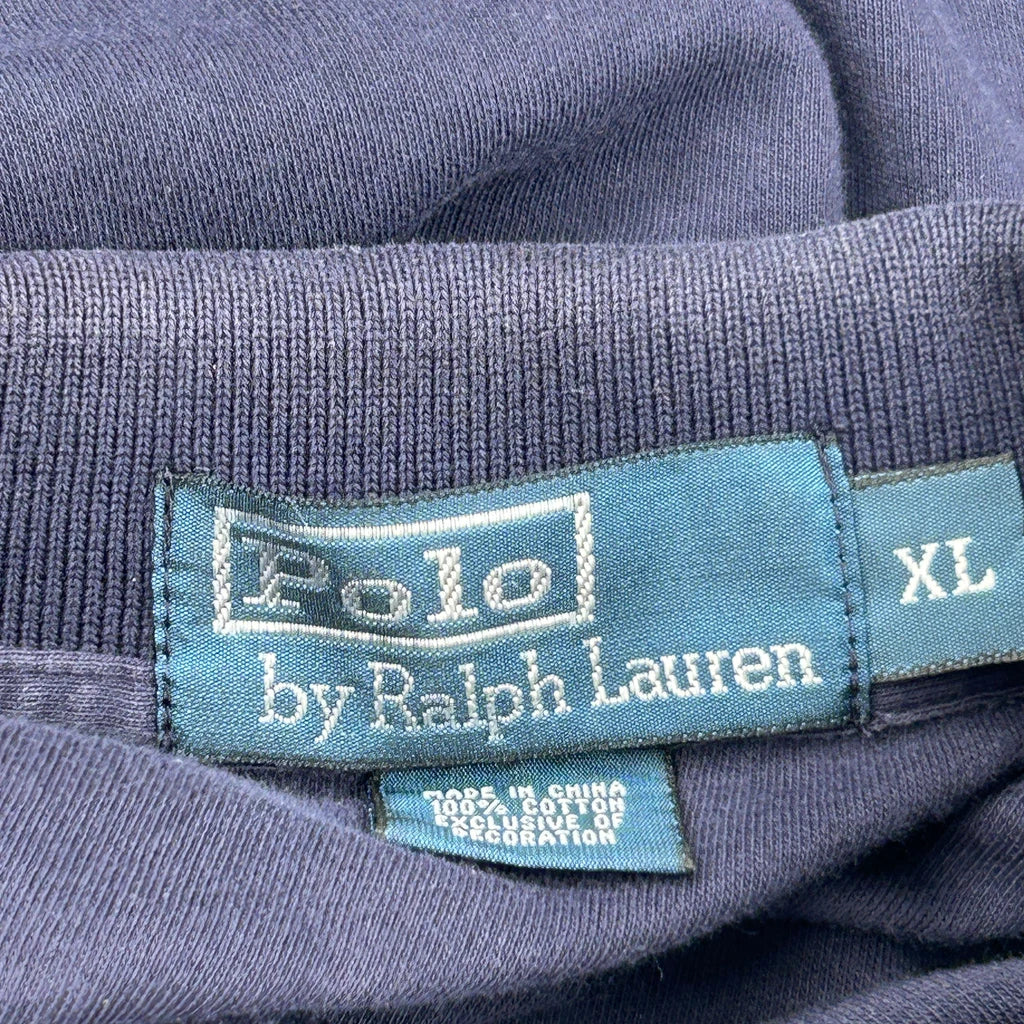 Polo
by Ralph Lauren
XL
MADE IN CHINA
100% COTTON
EXCLUSIVE OF
DECORATION